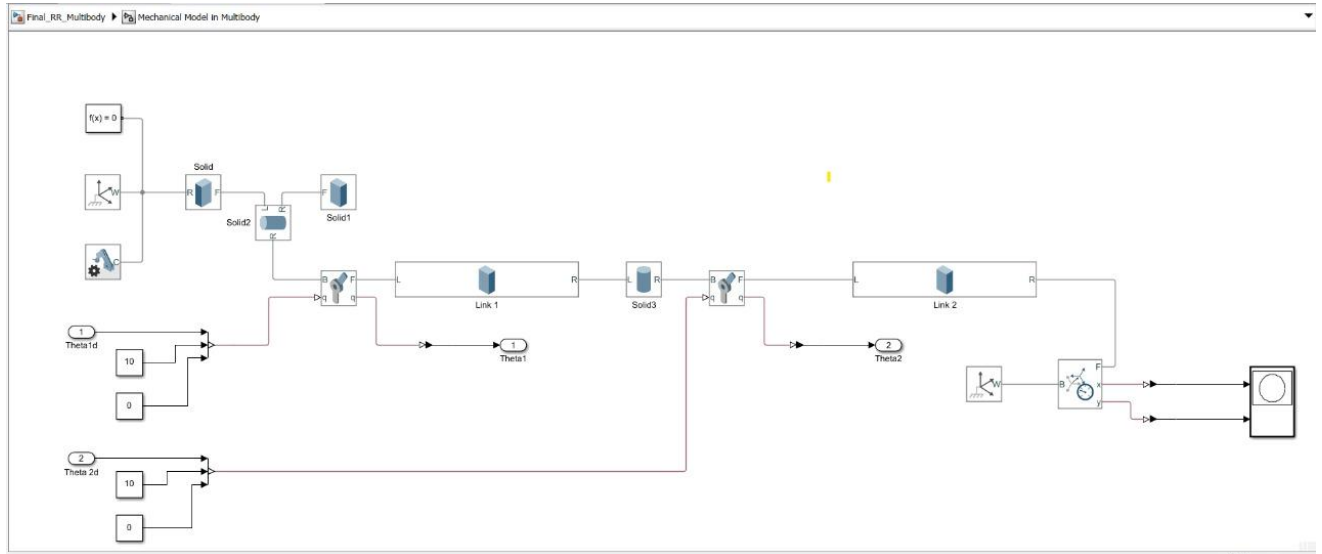 Final_RR_Multibody Mechanical Model in Multibody
f(x) = 0
Solid
W
R F
F
L R
Solid2
Solid1
R
C
B F
L R
L R
B F
L R
q q
q q
Link 1
Solid3
Link 2
1
Theta1d
1
Theta1
2
Theta2
10
F
W
B x
0
y
2
Theta 2d
10
0